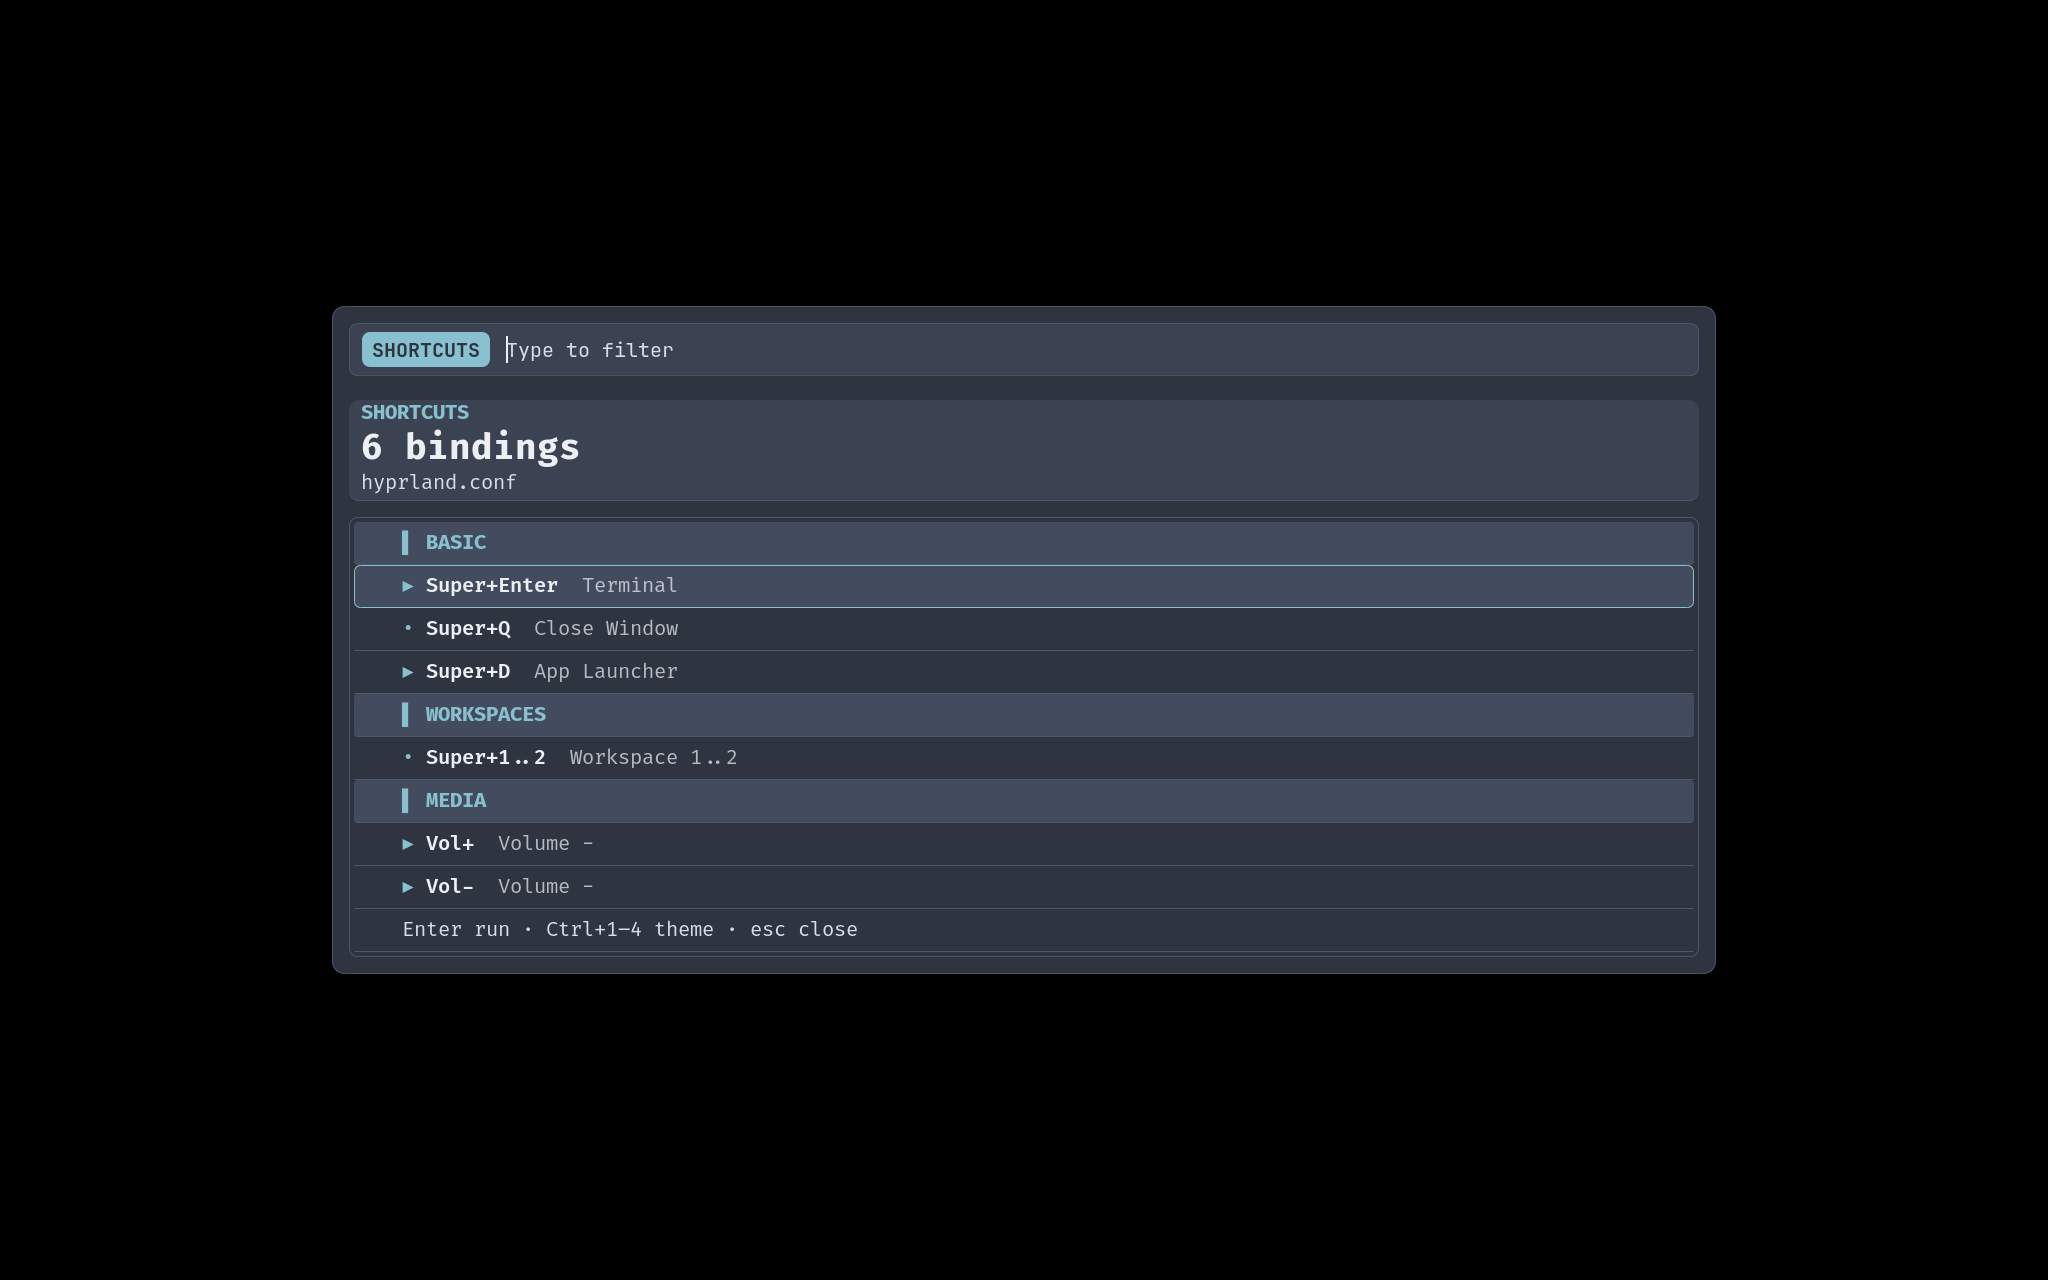 SHORTCUTS Type to filter
SHORTCUTS
6 bindings
hyprland.conf
▌ BASIC
▶ Super+Enter  Terminal
• Super+Q  Close Window
▶ Super+D  App Launcher
▌ WORKSPACES
• Super+1..2  Workspace 1..2
▌ MEDIA
▶ Vol+  Volume -
▶ Vol-  Volume -
Enter run · Ctrl+1–4 theme · esc close